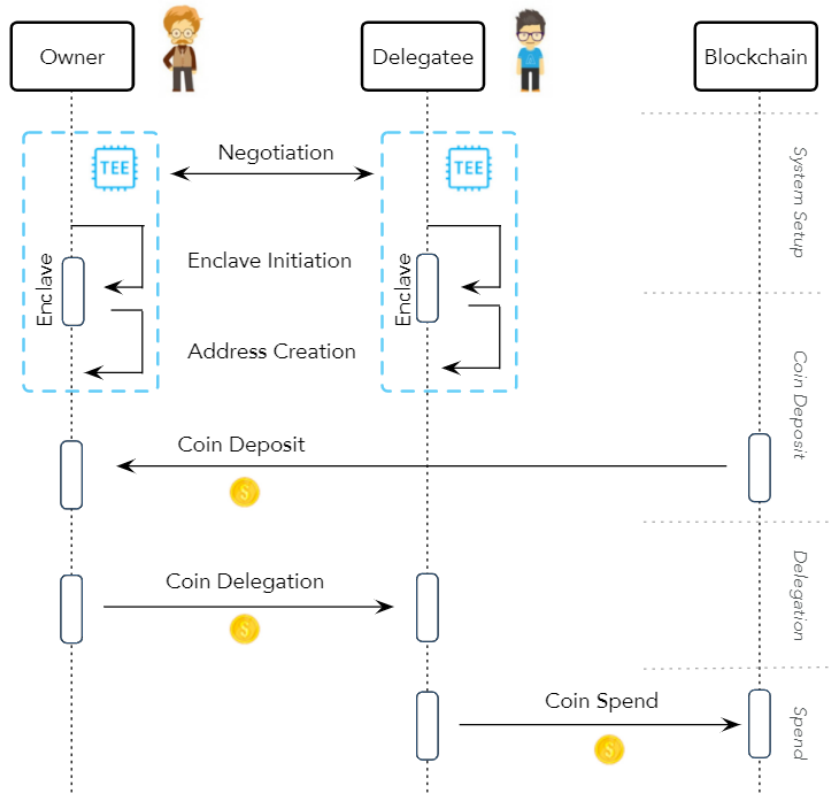 Owner
Delegatee
Blockchain
TEE
Negotiation
TEE
System Setup
Enclave
Enclave Initiation
Enclave
Address Creation
Coin Deposit
Coin Deposit
$
Coin Delegation
$
Delegation
Coin Spend
$
Spend